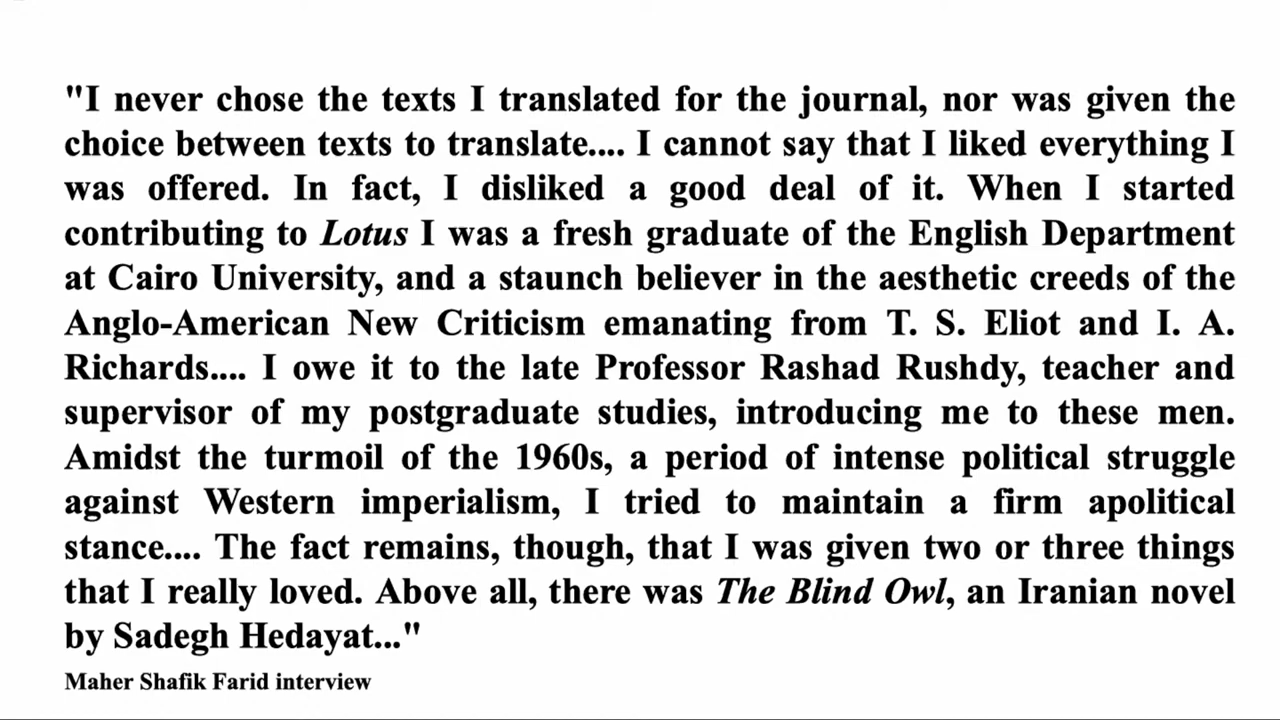 "I never chose the texts I translated for the journal, nor was given the
choice between texts to translate.... I cannot say that I liked everything I
was offered. In fact, I disliked a good deal of it. When I started
contributing to Lotus I was a fresh graduate of the English Department
at Cairo University, and a staunch believer in the aesthetic creeds of the
Anglo-American New Criticism emanating from T. S. Eliot and I. A.
Richards.... I owe it to the late Professor Rashad Rushdy, teacher and
supervisor of my postgraduate studies, introducing me to these men.
Amidst the turmoil of the 1960s, a period of intense political struggle
against Western imperialism, I tried to maintain a firm apolitical
stance.... The fact remains, though, that I was given two or three things
that I really loved. Above all, there was The Blind Owl, an Iranian novel
by Sadegh Hedayat..."
Maher Shafik Farid interview